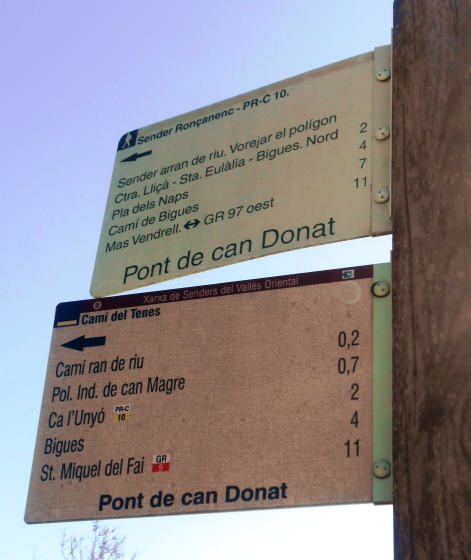 Sender Ronçanenc - PR-C 10.
Sender arran de riu. Vorejar el polígon
Ctra. Lliçà - Sta. Eulàlia - Bigues. Nord 2
Pla dels Naps 4
Camí de Bigues 7
Mas Vendrell. ↔ GR 97 oest 11
Pont de can Donat
Xarxa de Senders del Vallès Oriental
Camí del Tenes
Camí ran de riu 0,2
Pol. Ind. de can Magre 0,7
Ca l'Unyó PR-C 10 2
Bigues 4
St. Miquel del Fai GR 5 11
Pont de can Donat